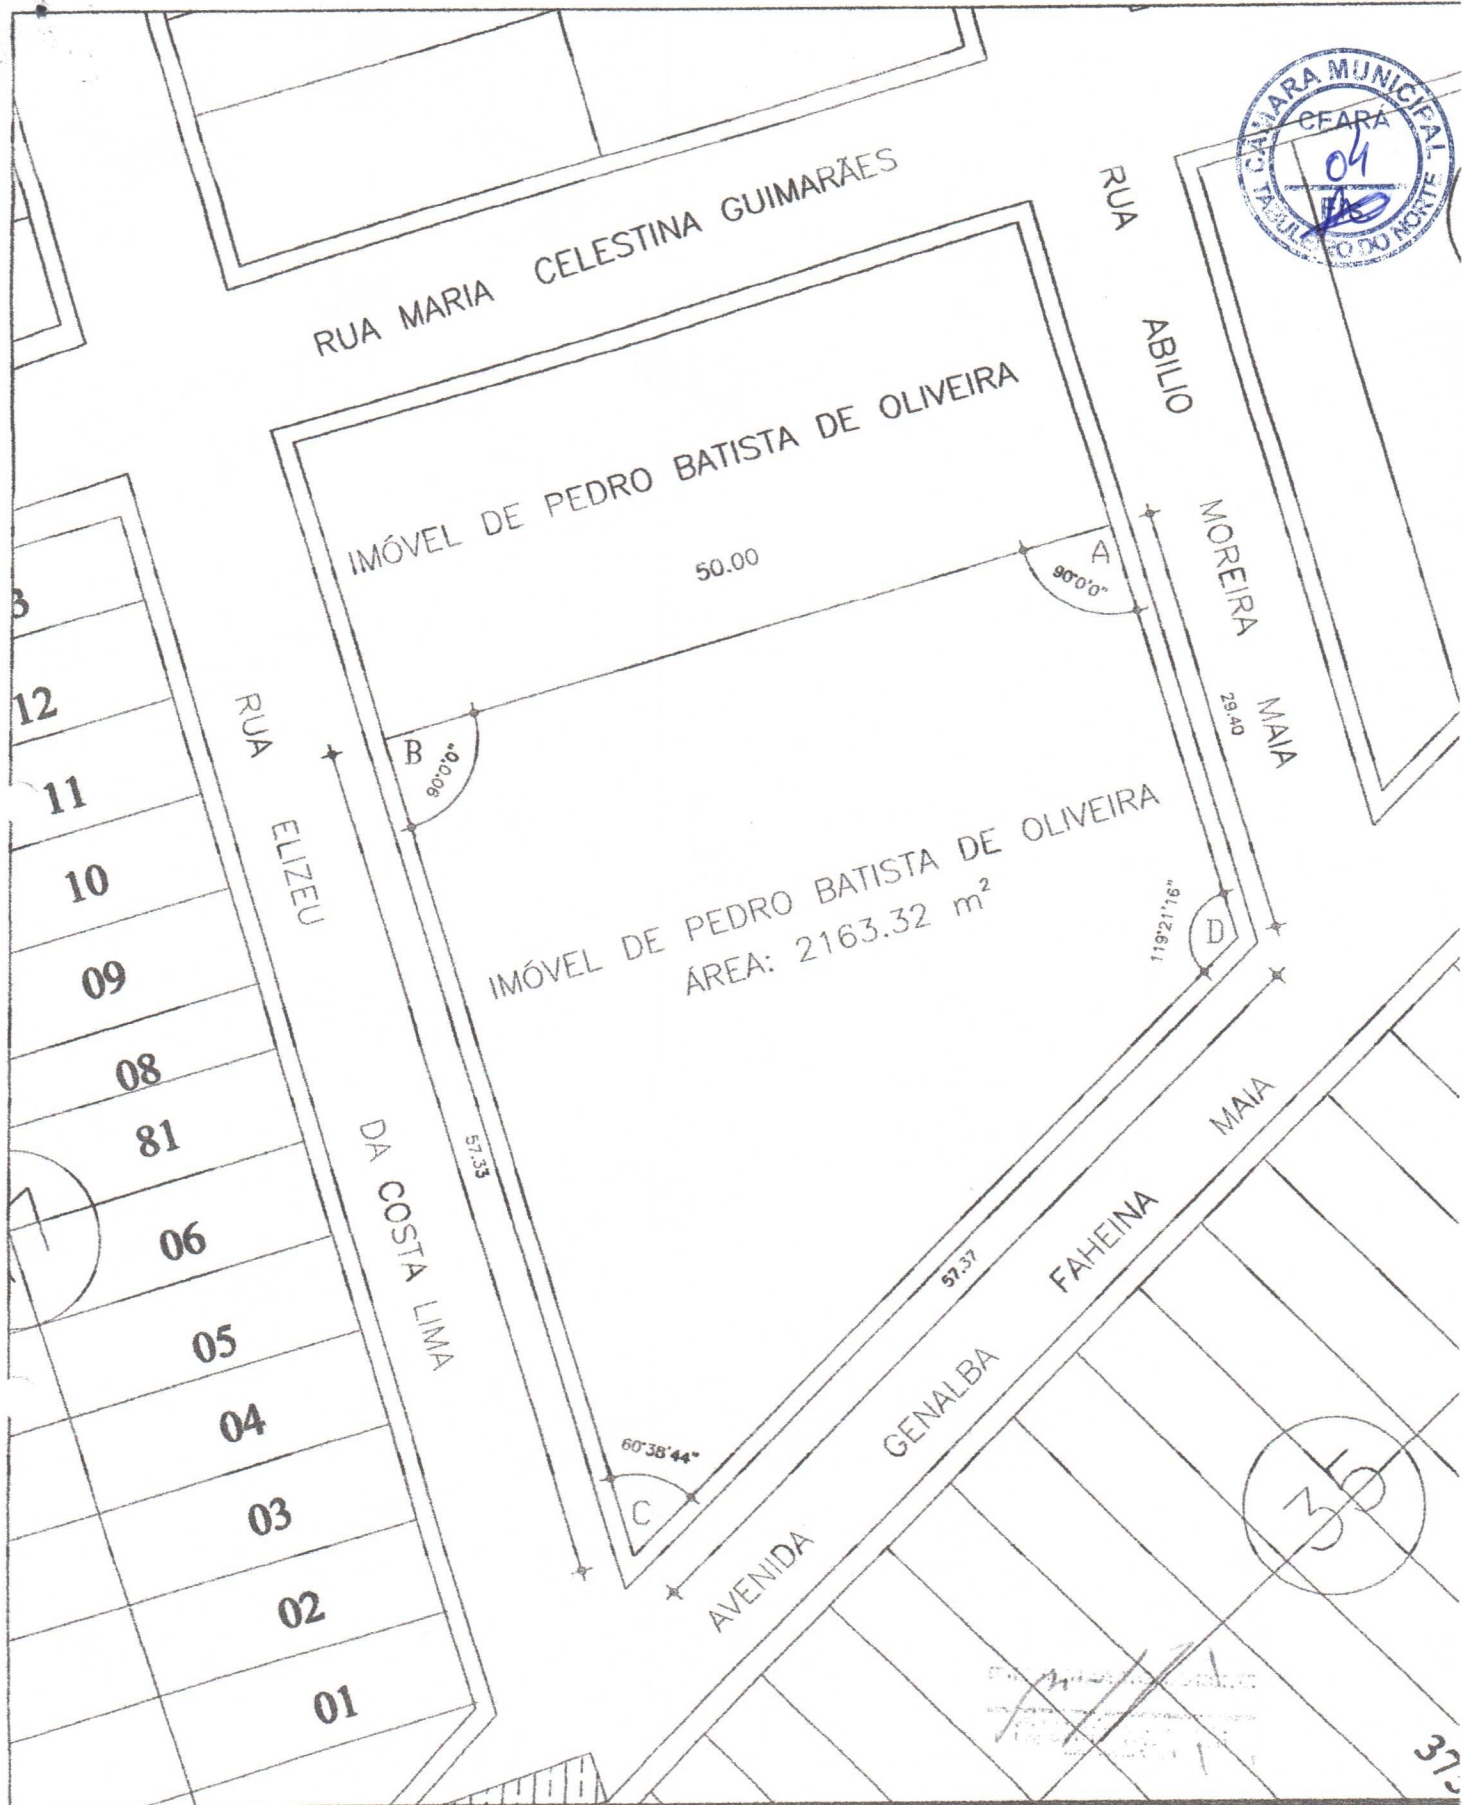 CÂMARA MUNICIPAL
CEARÁ
04
TABULEIRO DO NORTE
RUA MARIA CELESTINA GUIMARÃES
RUA ABILIO MOREIRA MAIA
IMÓVEL DE PEDRO BATISTA DE OLIVEIRA
50.00
A
90°0'0"
B
90°0'0"
29.40
RUA ELIZEU DA COSTA LIMA
IMÓVEL DE PEDRO BATISTA DE OLIVEIRA
ÁREA: 2163.32 m²
119°21'16"
D
57.33
57.37
60°38'44"
C
AVENIDA GENALBA FAHEINA MAIA
3
12
11
10
09
08
81
06
05
04
03
02
01
35